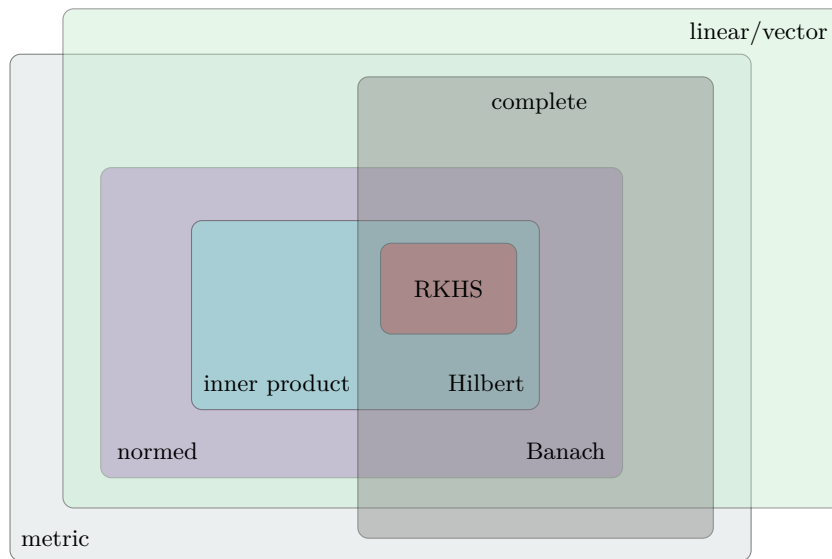 linear/vector
complete
RKHS
inner product Hilbert
normed Banach
metric